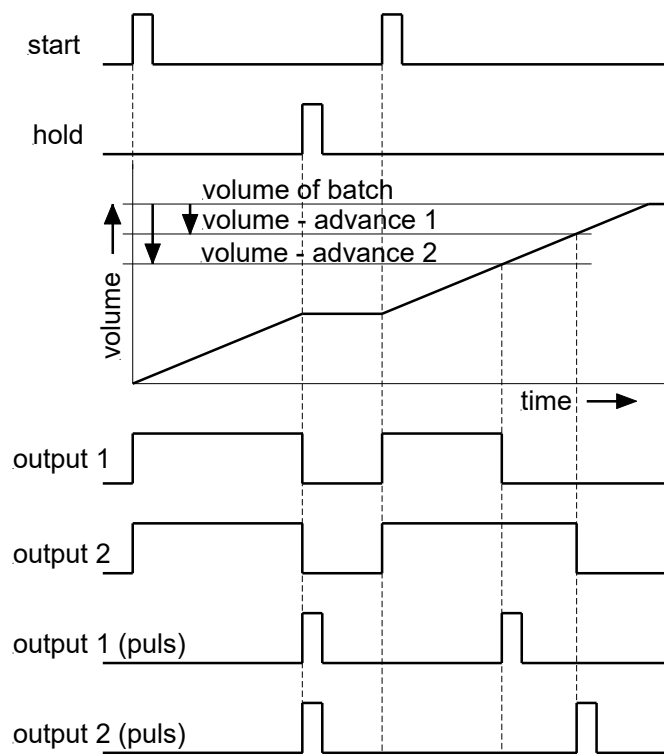 start
hold
volume of batch
volume - advance 1
volume - advance 2
volume
time
output 1
output 2
output 1 (puls)
output 2 (puls)